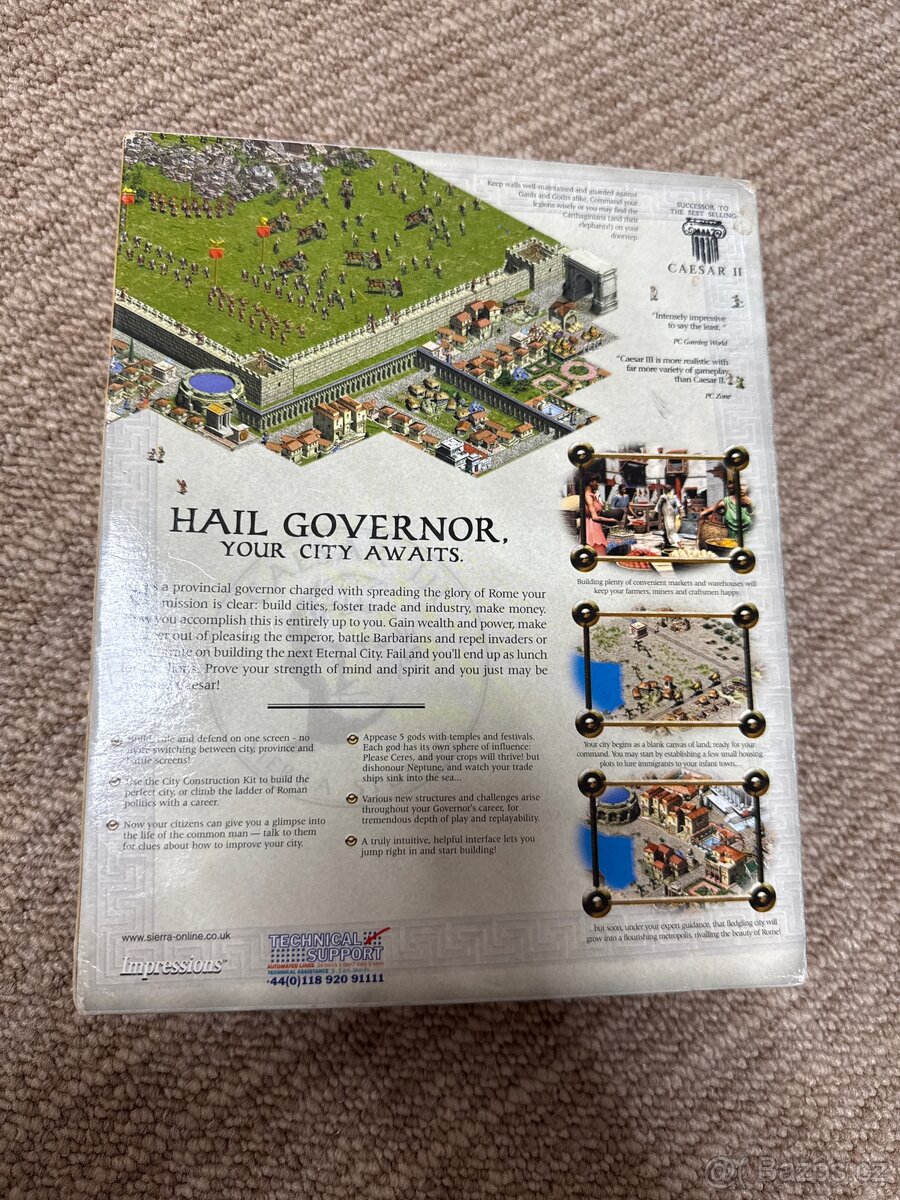 Keep walls well-maintained and guarded against
Gauls and Goths alike. Command your
legions wisely or you may find the
Carthaginians (and their
elephants!) on your
doorstep.
SUCCESSOR TO
THE BEST SELLING
CAESAR II
"Intensely impressive
to say the least."
PC Gaming World
"Caesar III is more realistic with
far more variety of gameplay
than Caesar II."
PC Zone
HAIL GOVERNOR,
YOUR CITY AWAITS.
a provincial governor charged with spreading the glory of Rome your
mission is clear: build cities, foster trade and industry, make money.
you accomplish this is entirely up to you. Gain wealth and power, make
out of pleasing the emperor, battle Barbarians and repel invaders or
on building the next Eternal City. Fail and you'll end up as lunch
Prove your strength of mind and spirit and you just may be
Caesar!
and defend on one screen - no
more switching between city, province and
battle screens!
Use the City Construction Kit to build the
perfect city, or climb the ladder of Roman
politics with a career.
Now your citizens can give you a glimpse into
the life of the common man — talk to them
for clues about how to improve your city.
Appease 5 gods with temples and festivals.
Each god has its own sphere of influence:
Please Ceres, and your crops will thrive! but
dishonour Neptune, and watch your trade
ships sink into the sea...
Various new structures and challenges arise
throughout your Governor's career, for
tremendous depth of play and replayability.
A truly intuitive, helpful interface lets you
jump right in and start building!
Building plenty of convenient markets and warehouses will
keep your farmers, miners and craftsmen happy.
Your city begins as a blank canvas of land, ready for your
command. You may start by establishing a few small housing
plots to lure immigrants to your infant town....
...but soon, under your expert guidance, that fledgling city will
grow into a flourishing metropolis, rivalling the beauty of Rome!
www.sierra-online.co.uk
Impressions™
TECHNICAL
SUPPORT
AUTOMATED LINES
TECHNICAL ASSISTANCE
+44(0)118 920 91111
Bazos.cz